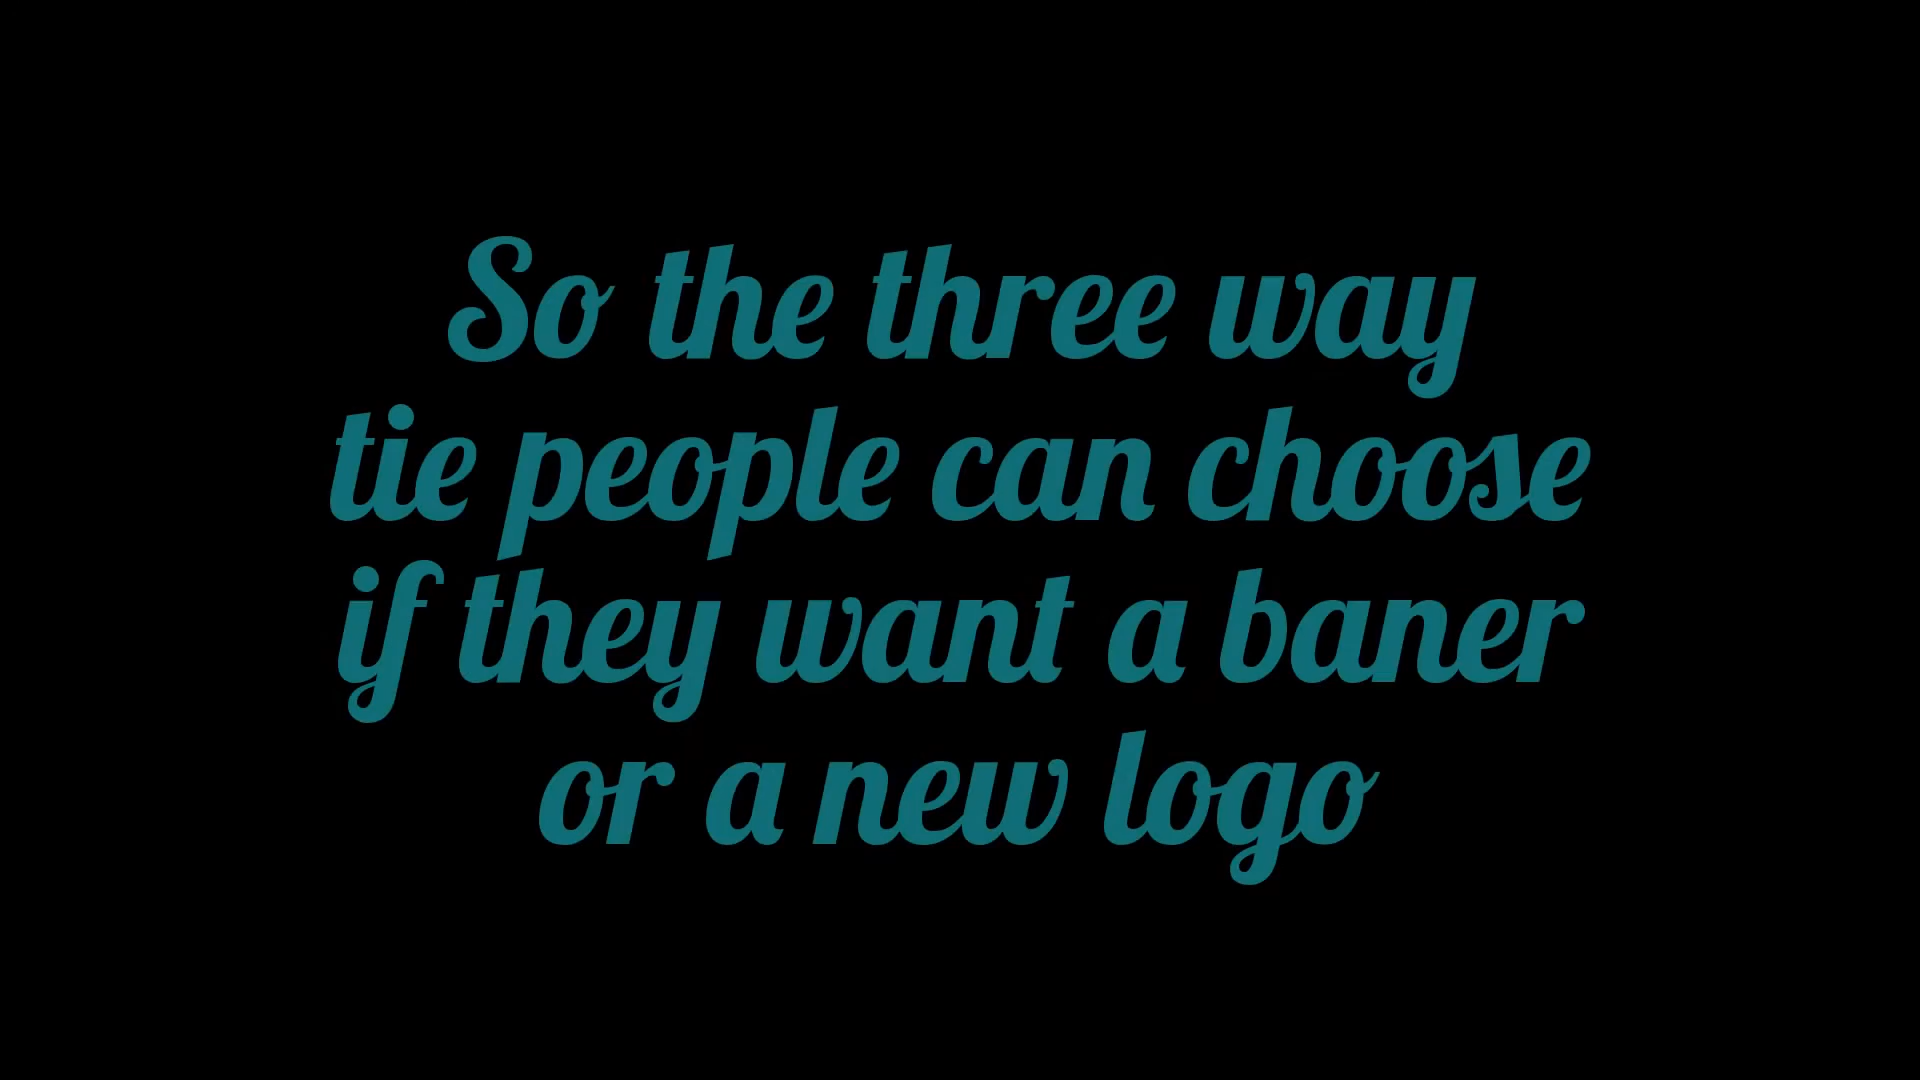 So the three way
tie people can choose
if they want a baner
or a new logo